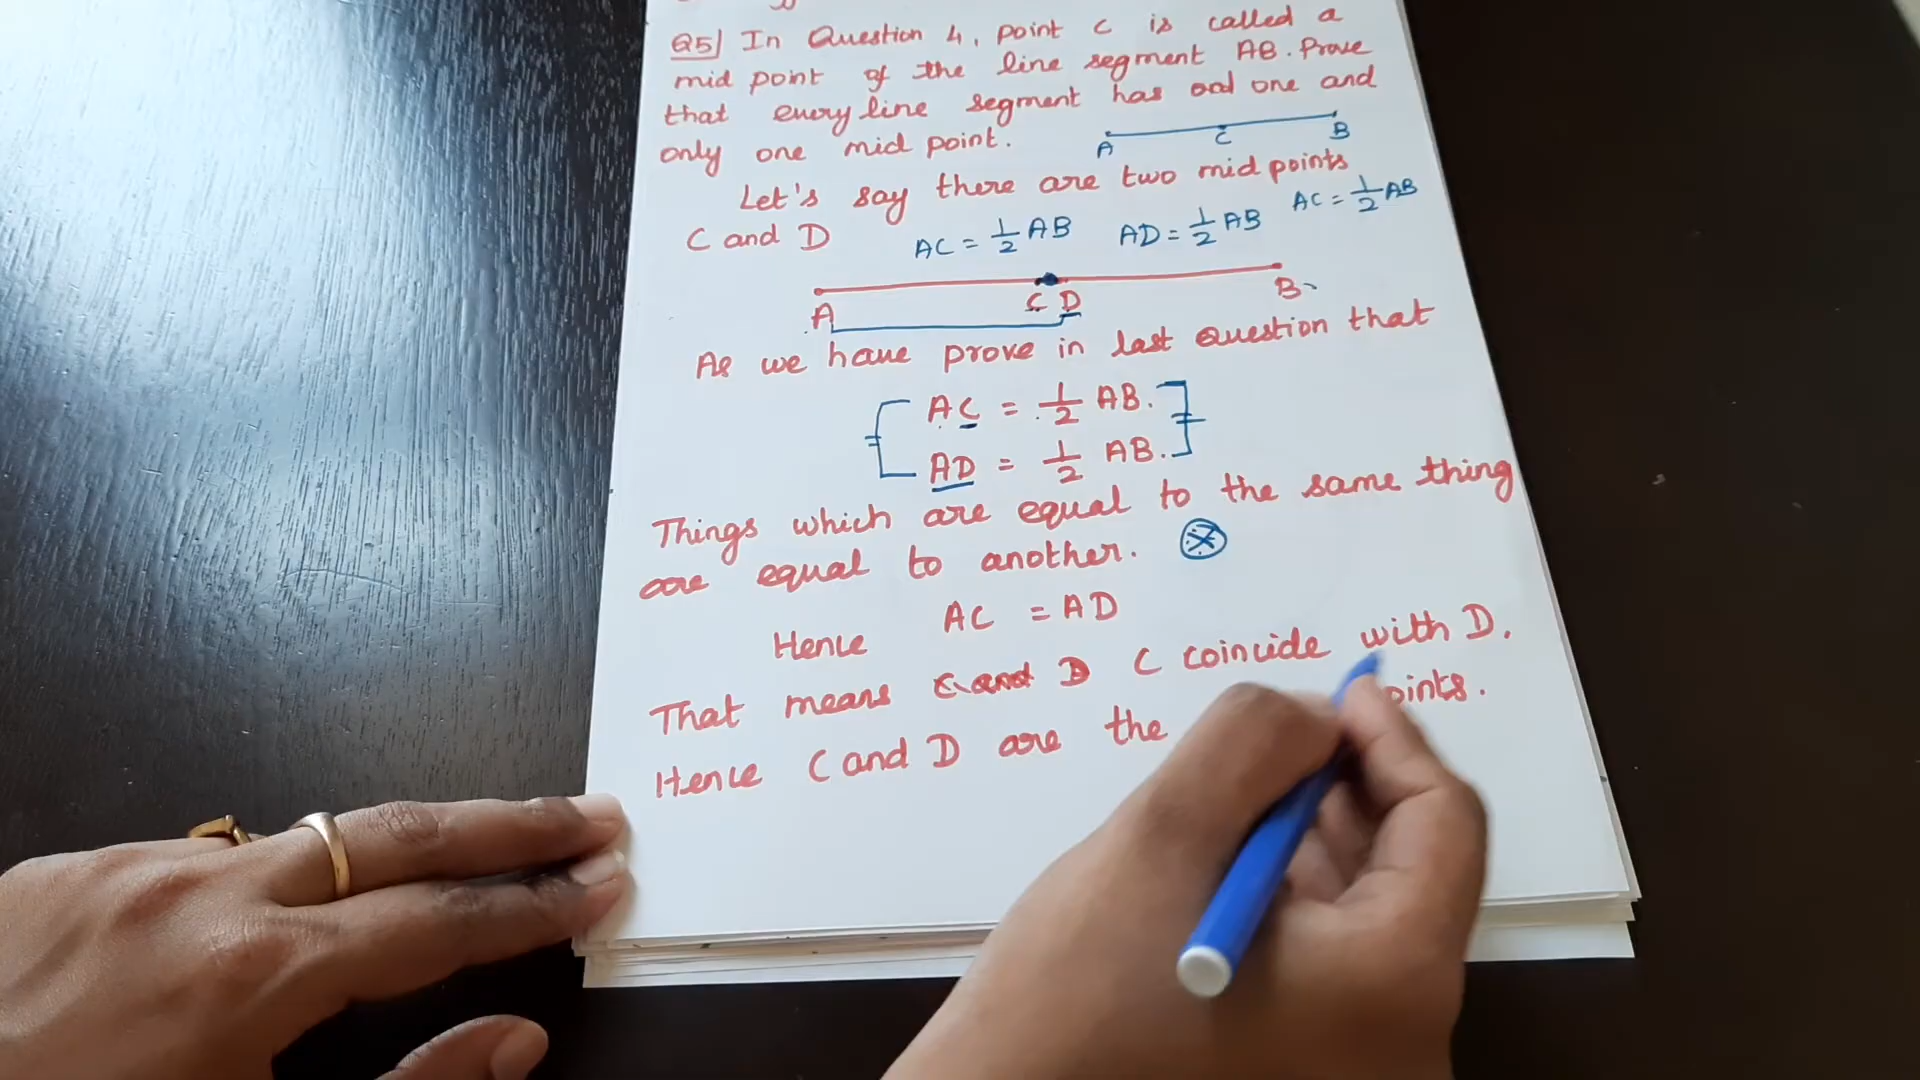 Q5) In Question 4, point C is called a
mid point of the line segment AB. Prove
that every line segment has one and
only one mid point.
A C B
Let's say there are two mid points
C and D AC = 1/2 AB AD = 1/2 AB AC = 1/2 AB
A C D B
As we have prove in last question that
AC = 1/2 AB.
AD = 1/2 AB.
Things which are equal to the same thing
are equal to another.
Hence AC = AD
That means C and D C coincide with D.
Hence C and D are the points.